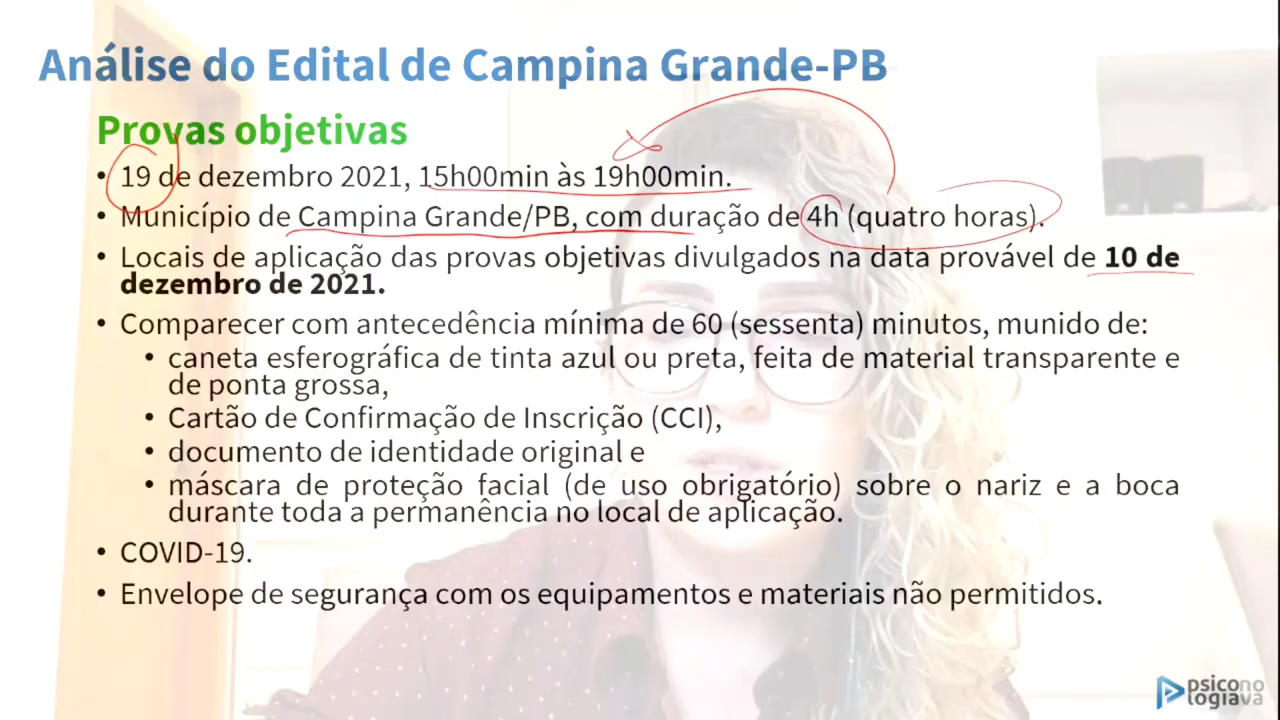 Análise do Edital de Campina Grande-PB
Provas objetivas
• 19 de dezembro 2021, 15h00min às 19h00min.
• Município de Campina Grande/PB, com duração de 4h (quatro horas).
• Locais de aplicação das provas objetivas divulgados na data provável de 10 de
dezembro de 2021.
• Comparecer com antecedência mínima de 60 (sessenta) minutos, munido de:
• caneta esferográfica de tinta azul ou preta, feita de material transparente e
de ponta grossa,
• Cartão de Confirmação de Inscrição (CCI),
• documento de identidade original e
• máscara de proteção facial (de uso obrigatório) sobre o nariz e a boca
durante toda a permanência no local de aplicação.
• COVID-19.
• Envelope de segurança com os equipamentos e materiais não permitidos.
psicono
logiava